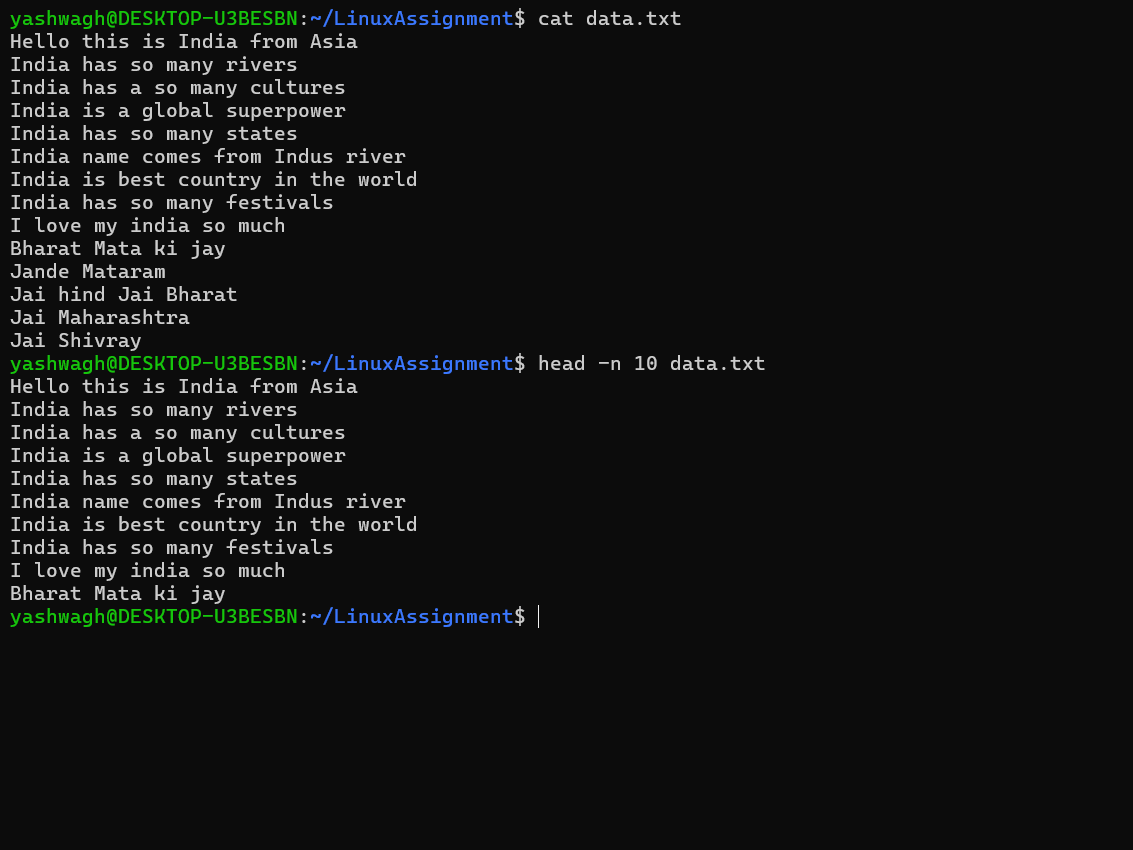 yashwagh@DESKTOP-U3BESBN:~/LinuxAssignment$ cat data.txt
Hello this is India from Asia
India has so many rivers
India has a so many cultures
India is a global superpower
India has so many states
India name comes from Indus river
India is best country in the world
India has so many festivals
I love my india so much
Bharat Mata ki jay
Jande Mataram
Jai hind Jai Bharat
Jai Maharashtra
Jai Shivray
yashwagh@DESKTOP-U3BESBN:~/LinuxAssignment$ head -n 10 data.txt
Hello this is India from Asia
India has so many rivers
India has a so many cultures
India is a global superpower
India has so many states
India name comes from Indus river
India is best country in the world
India has so many festivals
I love my india so much
Bharat Mata ki jay
yashwagh@DESKTOP-U3BESBN:~/LinuxAssignment$